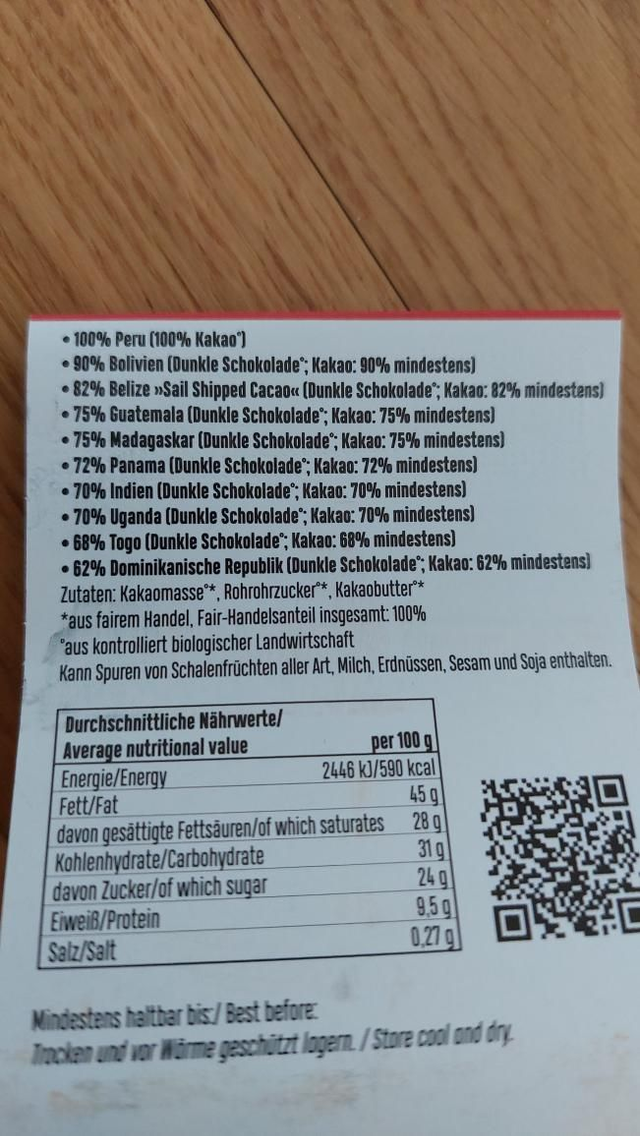 • 100% Peru (100% Kakao°)
• 90% Bolivien (Dunkle Schokolade°; Kakao: 90% mindestens)
• 82% Belize »Sail Shipped Cacao« (Dunkle Schokolade°; Kakao: 82% mindestens)
• 75% Guatemala (Dunkle Schokolade°; Kakao: 75% mindestens)
• 75% Madagaskar (Dunkle Schokolade°; Kakao: 75% mindestens)
• 72% Panama (Dunkle Schokolade°; Kakao: 72% mindestens)
• 70% Indien (Dunkle Schokolade°; Kakao: 70% mindestens)
• 70% Uganda (Dunkle Schokolade°; Kakao: 70% mindestens)
• 68% Togo (Dunkle Schokolade°; Kakao: 68% mindestens)
• 62% Dominikanische Republik (Dunkle Schokolade°; Kakao: 62% mindestens)
Zutaten: Kakaomasse°*, Rohrohrzucker°*, Kakaobutter°*
*aus fairem Handel, Fair-Handelsanteil insgesamt: 100%
°aus kontrolliert biologischer Landwirtschaft
Kann Spuren von Schalenfrüchten aller Art, Milch, Erdnüssen, Sesam und Soja enthalten.
Durchschnittliche Nährwerte/
Average nutritional value per 100 g
Energie/Energy 2446 kJ/590 kcal
Fett/Fat 45 g
davon gesättigte Fettsäuren/of which saturates 28 g
Kohlenhydrate/Carbohydrate 31 g
davon Zucker/of which sugar 24 g
Eiweiß/Protein 9,5 g
Salz/Salt 0,27 g
Mindestens haltbar bis:/ Best before:
Trocken und vor Wärme geschützt lagern. / Store cool and dry.